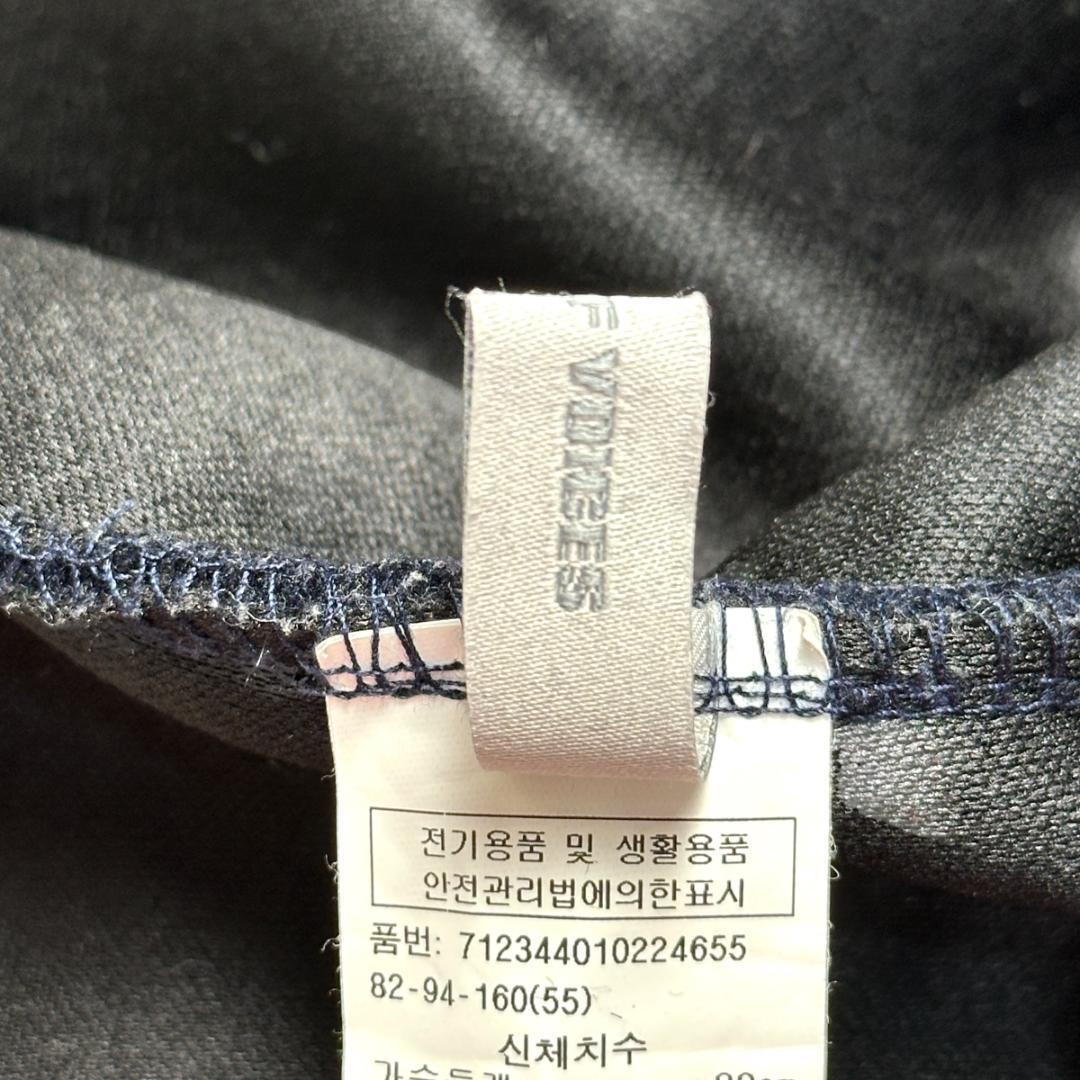 전기용품 및 생활용품
안전관리법에의한표시
품번: 712344010224655
82-94-160(55)
신체치수